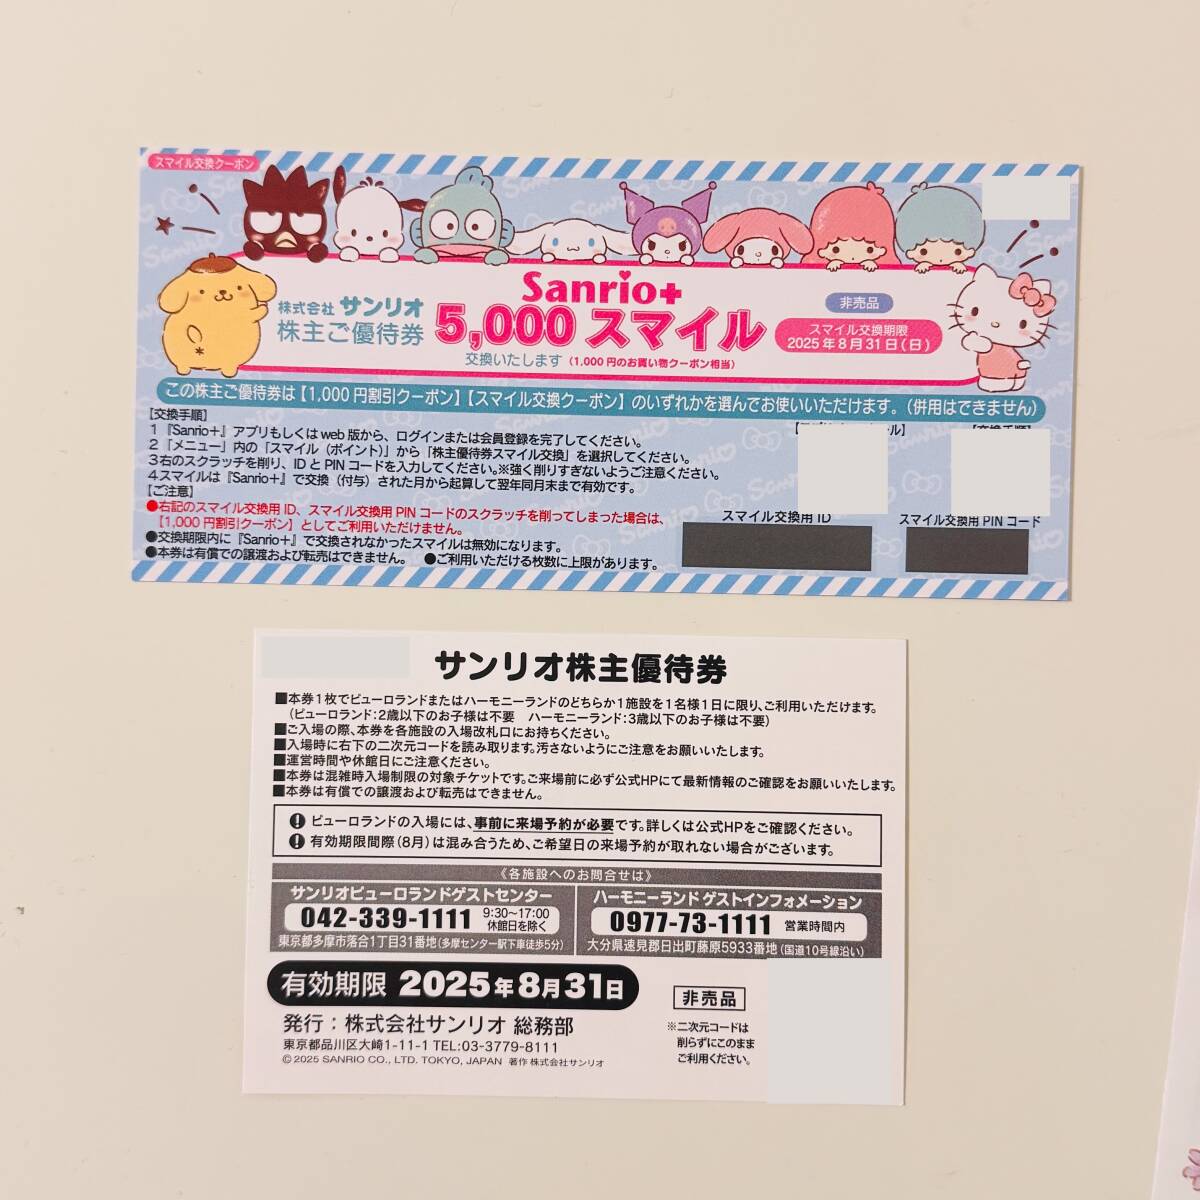 スマイル交換クーポン
株式会社 サンリオ
株主ご優待券
Sanrio+
5,000 スマイル
交換いたします (1,000円のお買い物クーポン相当)
非売品
スマイル交換期限
2025年8月31日(日)
この株主ご優待券は【1,000円割引クーポン】【スマイル交換クーポン】のいずれかを選んでお使いいただけます。(併用はできません)
【交換手順】
1『Sanrio+』アプリもしくはweb版から、ログインまたは会員登録を完了してください。
2「メニュー」内の「スマイル(ポイント)」から「株主優待券スマイル交換」を選択してください。
3右のスクラッチを削り、IDとPINコードを入力してください。※強く削りすぎないようご注意ください。
4.スマイルは『Sanrio+』で交換(付与)された月から起算して翌年同月末まで有効です。
【ご注意】
●右記のスマイル交換用ID、スマイル交換用PINコードのスクラッチを削ってしまった場合は、
【1,000円割引クーポン】としてご利用いただけません。
●交換期限内に『Sanrio+』で交換されなかったスマイルは無効になります。
●本券は有償での譲渡および転売はできません。 ●ご利用いただける枚数に上限があります。
スマイル交換用ID
スマイル交換用PINコード
サンリオ株主優待券
■本券1枚でピューロランドまたはハーモニーランドのどちらか1施設を1名様1日に限り、ご利用いただけます。
(ピューロランド:2歳以下のお子様は不要 ハーモニーランド:3歳以下のお子様は不要)
■ご入場の際、本券を各施設の入場改札口にお持ちください。
■入場時に右下の二次元コードを読み取ります。汚さないようにご注意をお願いいたします。
■運営時間や休館日にご注意ください。
■本券は混雑時入場制限の対象チケットです。ご来場前に必ず公式HPにて最新情報のご確認をお願いいたします。
■本券は有償での譲渡および転売はできません。
! ピューロランドの入場には、事前に来場予約が必要です。詳しくは公式HPをご確認ください。
! 有効期限間際(8月)は混み合うため、ご希望日の来場予約が取れない場合がございます。
《各施設へのお問合せは》
サンリオピューロランドゲストセンター
042-339-1111 9:30~17:00 休館日を除く
東京都多摩市落合1丁目31番地(多摩センター駅下車徒歩5分)
ハーモニーランド ゲストインフォメーション
0977-73-1111 営業時間内
大分県速見郡日出町藤原5933番地(国道10号線沿い)
有効期限 2025年8月31日
発行:株式会社サンリオ 総務部
東京都品川区大崎1-11-1 TEL:03-3779-8111
© 2025 SANRIO CO., LTD. TOKYO, JAPAN 著作 株式会社サンリオ
非売品
※二次元コードは
削らずにこのまま
ご利用ください。